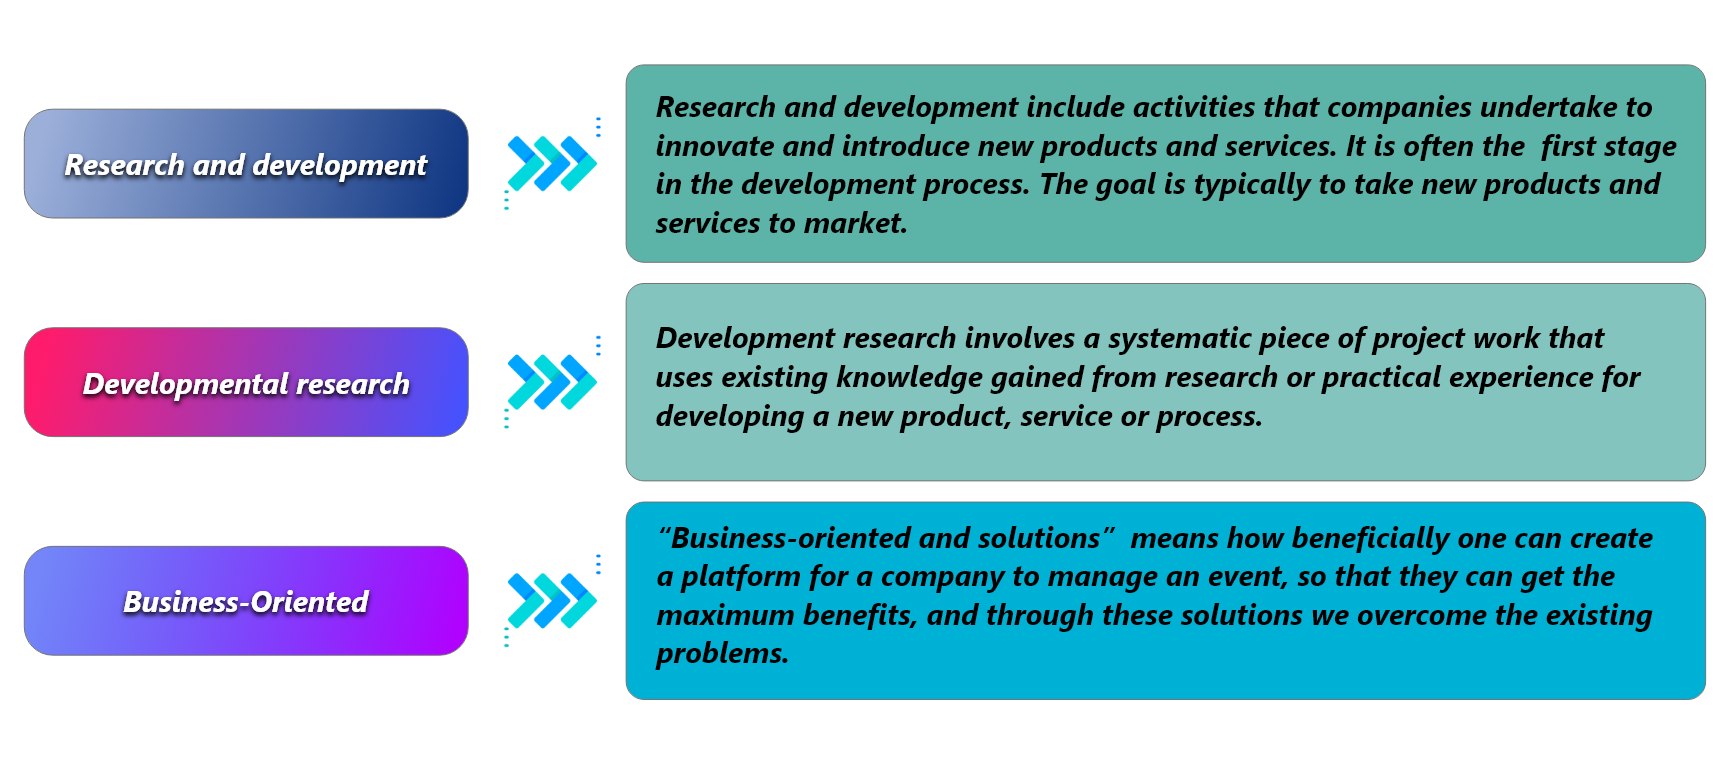 Research and development
Research and development include activities that companies undertake to
innovate and introduce new products and services. It is often the  first stage
in the development process. The goal is typically to take new products and
services to market.
Developmental research
Development research involves a systematic piece of project work that
uses existing knowledge gained from research or practical experience for
developing a new product, service or process.
Business-Oriented
“Business-oriented and solutions”  means how beneficially one can create
a platform for a company to manage an event, so that they can get the
maximum benefits, and through these solutions we overcome the existing
problems.